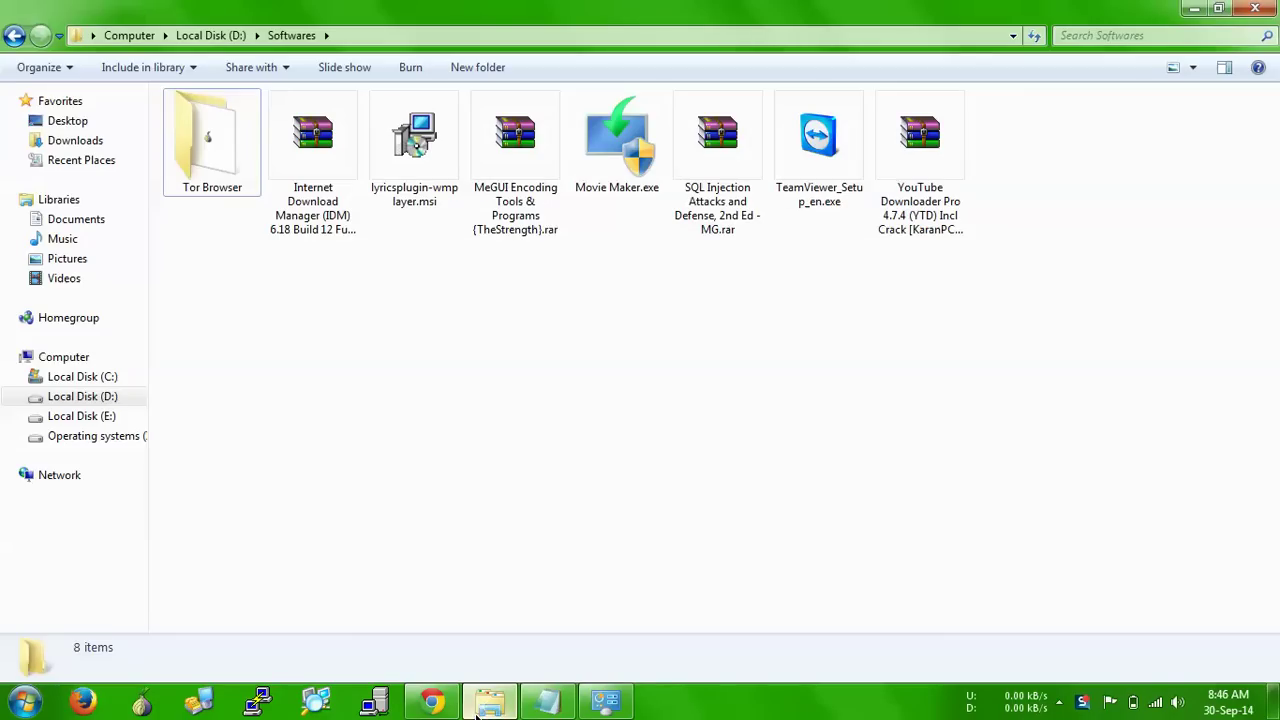 Computer Local Disk (D:) Softwares
Search Softwares
Organize Include in library Share with Slide show Burn New folder
Favorites
Desktop
Downloads
Recent Places
Libraries
Documents
Music
Pictures
Videos
Homegroup
Computer
Local Disk (C:)
Local Disk (D:)
Local Disk (E:)
Operating systems (
Network
Tor Browser
Internet
Download
Manager (IDM)
6.18 Build 12 Fu...
lyricsplugin-wmp
layer.msi
MeGUI Encoding
Tools &
Programs
{TheStrength}.rar
Movie Maker.exe
SQL Injection
Attacks and
Defense, 2nd Ed -
MG.rar
TeamViewer_Setu
p_en.exe
YouTube
Downloader Pro
4.7.4 (YTD) Incl
Crack [KaranPC...
8 items
U: 0.00 kB/s
D: 0.00 kB/s
8:46 AM
30-Sep-14